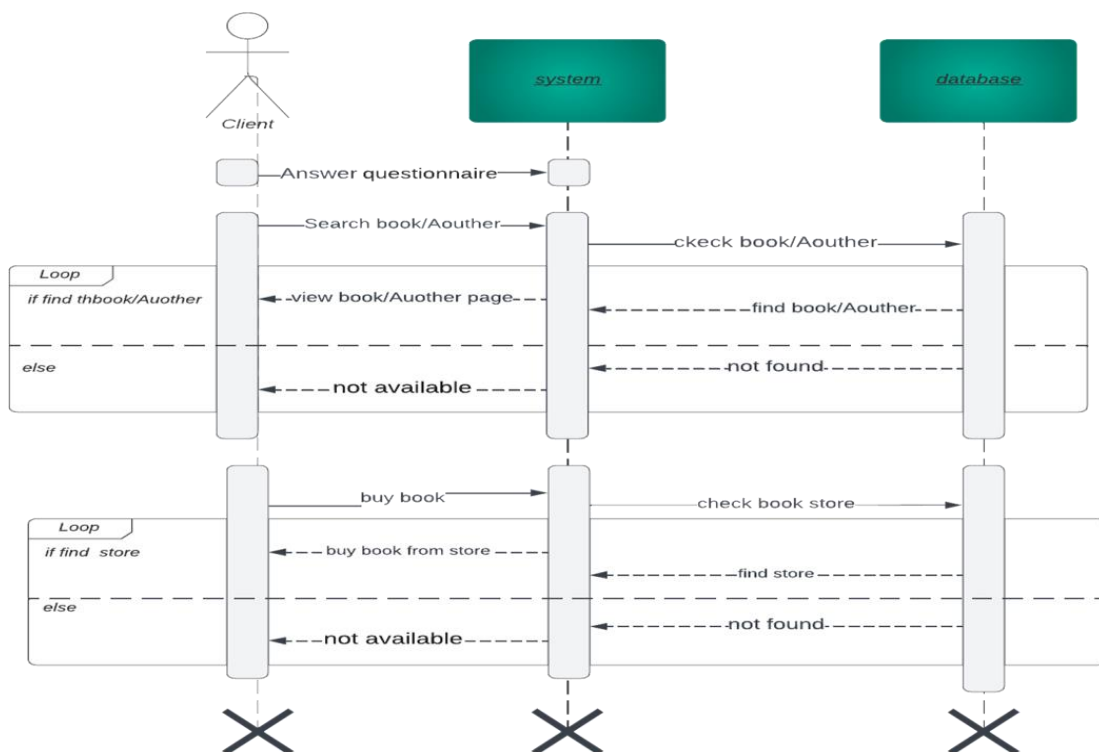 Client
system
database
Answer questionnaire
Search book/Aouther
ckeck book/Aouther
Loop
if find thbook/Auother
view book/Auother page
find book/Aouther
else
not found
not available
buy book
check book store
Loop
if find store
buy book from store
find store
else
not found
not available